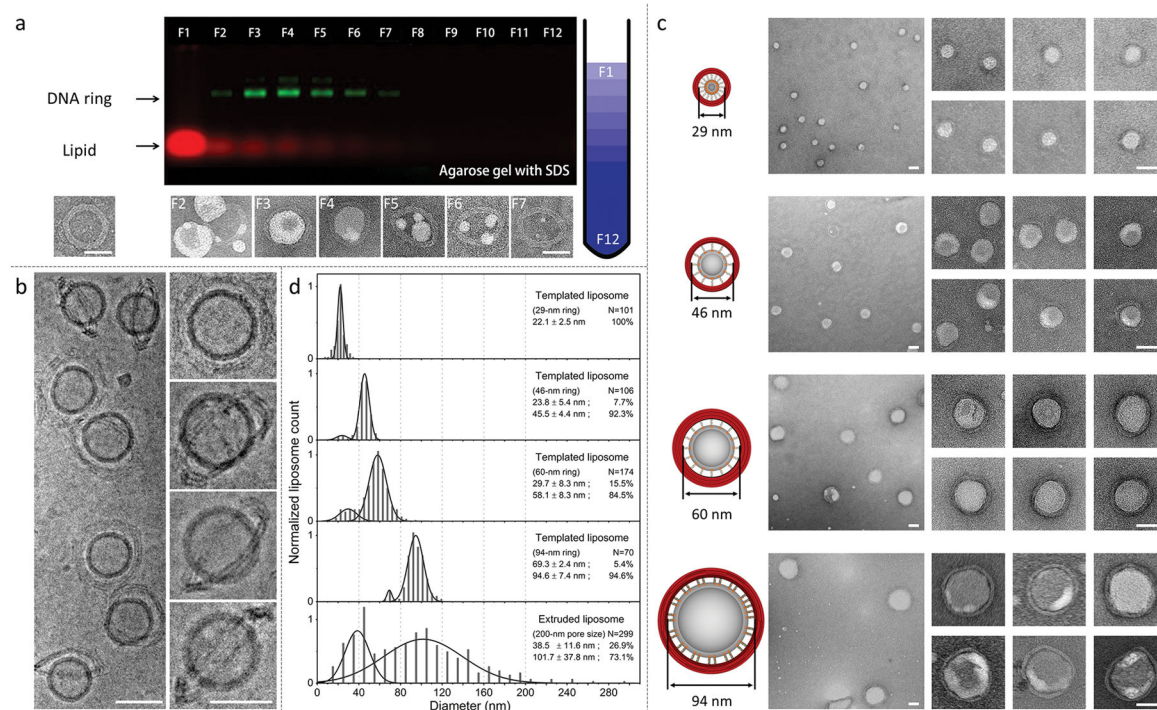 a
F1 F2 F3 F4 F5 F6 F7 F8 F9 F10 F11 F12
DNA ring
Lipid
Agarose gel with SDS
F2 F3 F4 F5 F6 F7
F1
F12
b
d
Normalized liposome count
1
0
Templated liposome
(29-nm ring) N=101
22.1 ± 2.5 nm 100%
1
0
Templated liposome
(46-nm ring) N=106
23.8 ± 5.4 nm ; 7.7%
45.5 ± 4.4 nm ; 92.3%
1
0
Templated liposome
(60-nm ring) N=174
29.7 ± 8.3 nm ; 15.5%
58.1 ± 8.3 nm ; 84.5%
1
0
Templated liposome
(94-nm ring) N=70
69.3 ± 2.4 nm ; 5.4%
94.6 ± 7.4 nm ; 94.6%
1
0
Extruded liposome
(200-nm pore size) N=299
38.5 ± 11.6 nm ; 26.9%
101.7 ± 37.8 nm ; 73.1%
0 40 80 120 160 200 240 280
Diameter (nm)
c
29 nm
46 nm
60 nm
94 nm